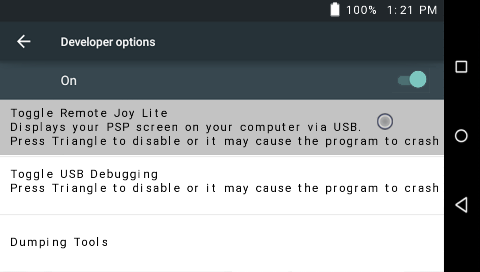 100% 1:21 PM
Developer options
On
Toggle Remote Joy Lite
Displays your PSP screen on your computer via USB.
Press Triangle to disable or it may cause the program to crash
Toggle USB Debugging
Press Triangle to disable or it may cause the program to crash
Dumping Tools